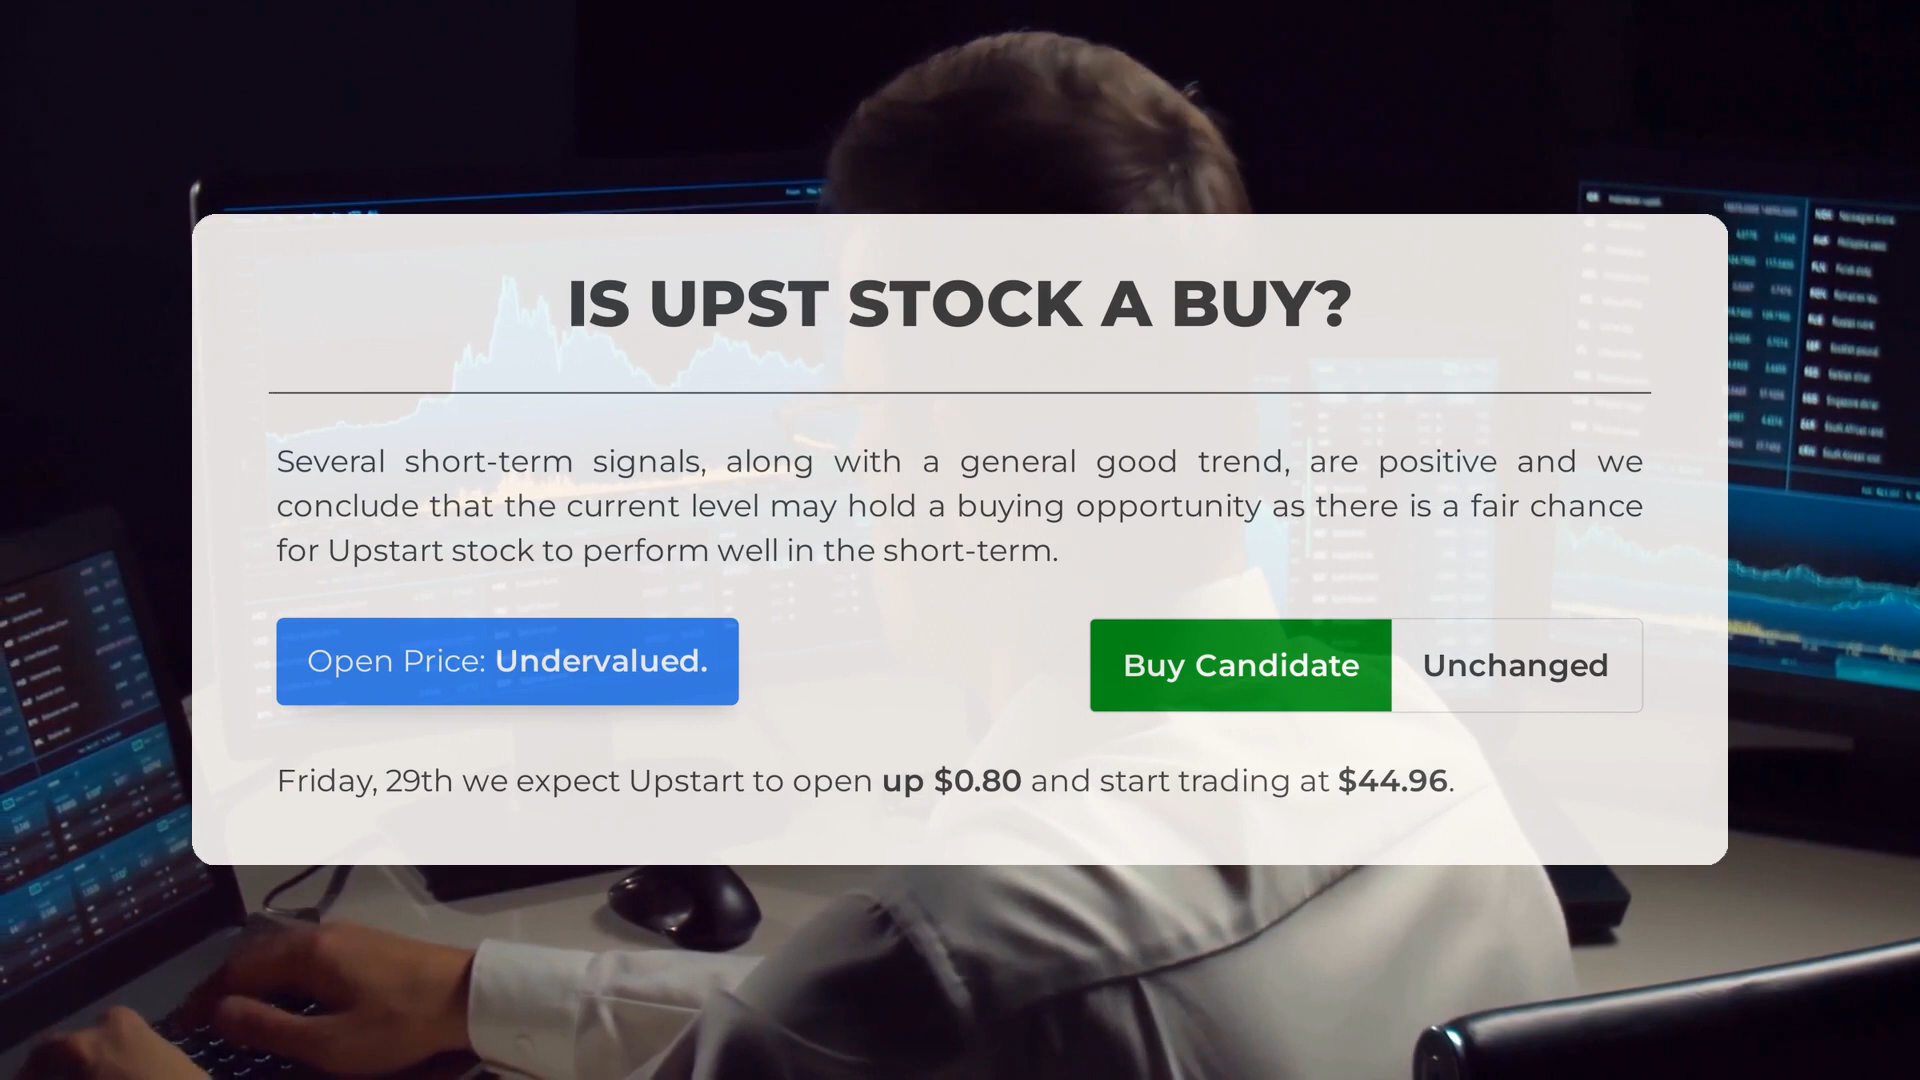 IS UPST STOCK A BUY?
Several short-term signals, along with a general good trend, are positive and we
conclude that the current level may hold a buying opportunity as there is a fair chance
for Upstart stock to perform well in the short-term.
Open Price: Undervalued.
Buy Candidate Unchanged
Friday, 29th we expect Upstart to open up $0.80 and start trading at $44.96.